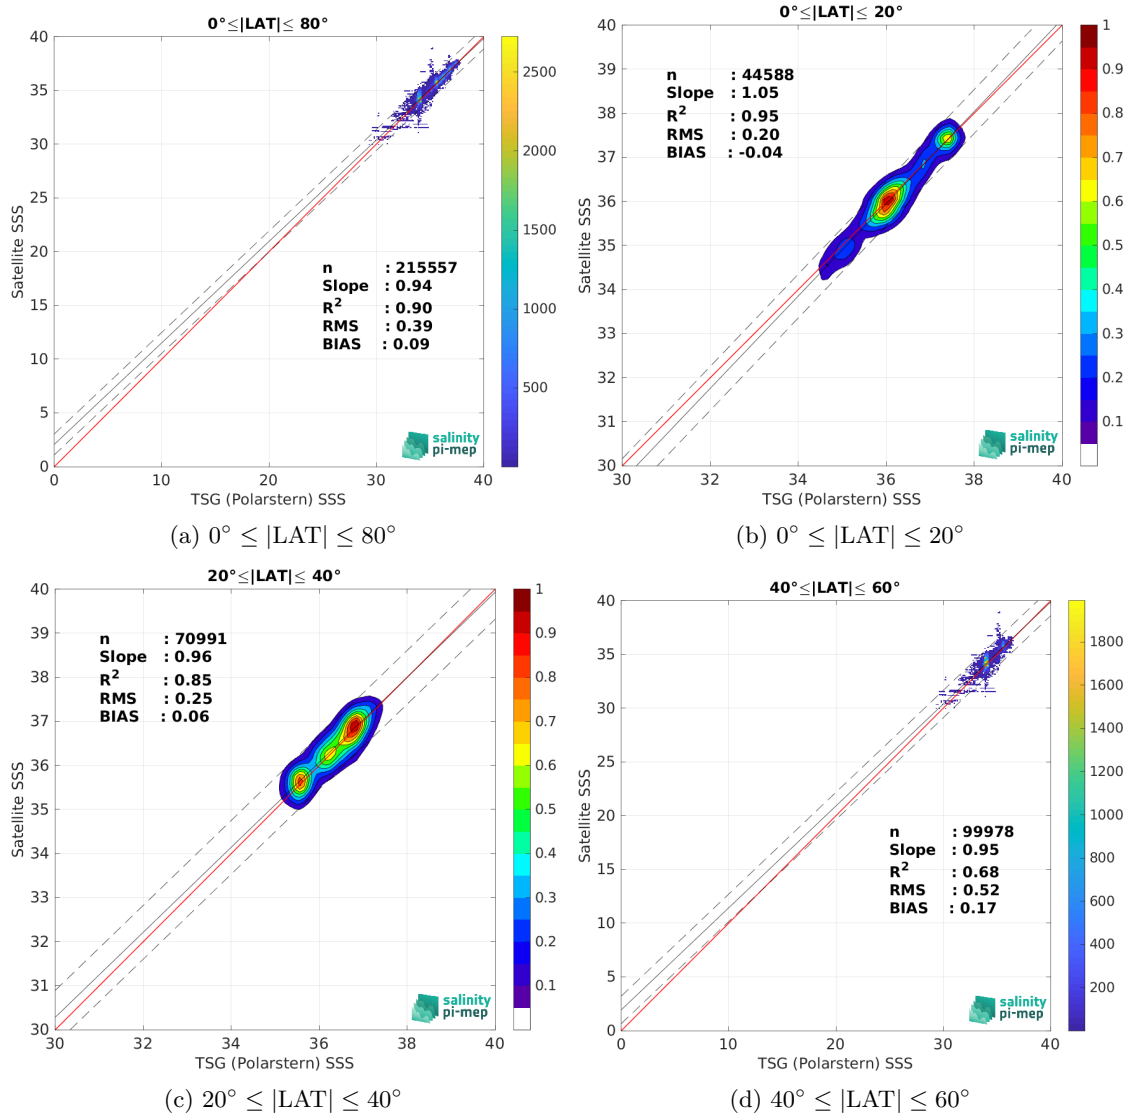 0°≤|LAT|≤ 80°
Satellite SSS
40
35
30
25
20
15
10
5
0
n : 215557
Slope : 0.94
R² : 0.90
RMS : 0.39
BIAS : 0.09
salinity
pi-mep
0 10 20 30 40
TSG (Polarstern) SSS
2500
2000
1500
1000
500
(a) 0° ≤ |LAT| ≤ 80°
0°≤|LAT|≤ 20°
Satellite SSS
40
39
38
37
36
35
34
33
32
31
30
n : 44588
Slope : 1.05
R² : 0.95
RMS : 0.20
BIAS : -0.04
salinity
pi-mep
30 32 34 36 38 40
TSG (Polarstern) SSS
1
0.9
0.8
0.7
0.6
0.5
0.4
0.3
0.2
0.1
(b) 0° ≤ |LAT| ≤ 20°
20°≤|LAT|≤ 40°
Satellite SSS
40
39
38
37
36
35
34
33
32
31
30
n : 70991
Slope : 0.96
R² : 0.85
RMS : 0.25
BIAS : 0.06
salinity
pi-mep
30 32 34 36 38 40
TSG (Polarstern) SSS
1
0.9
0.8
0.7
0.6
0.5
0.4
0.3
0.2
0.1
(c) 20° ≤ |LAT| ≤ 40°
40°≤|LAT|≤ 60°
Satellite SSS
40
35
30
25
20
15
10
5
0
n : 99978
Slope : 0.95
R² : 0.68
RMS : 0.52
BIAS : 0.17
salinity
pi-mep
0 10 20 30 40
TSG (Polarstern) SSS
1800
1600
1400
1200
1000
800
600
400
200
(d) 40° ≤ |LAT| ≤ 60°